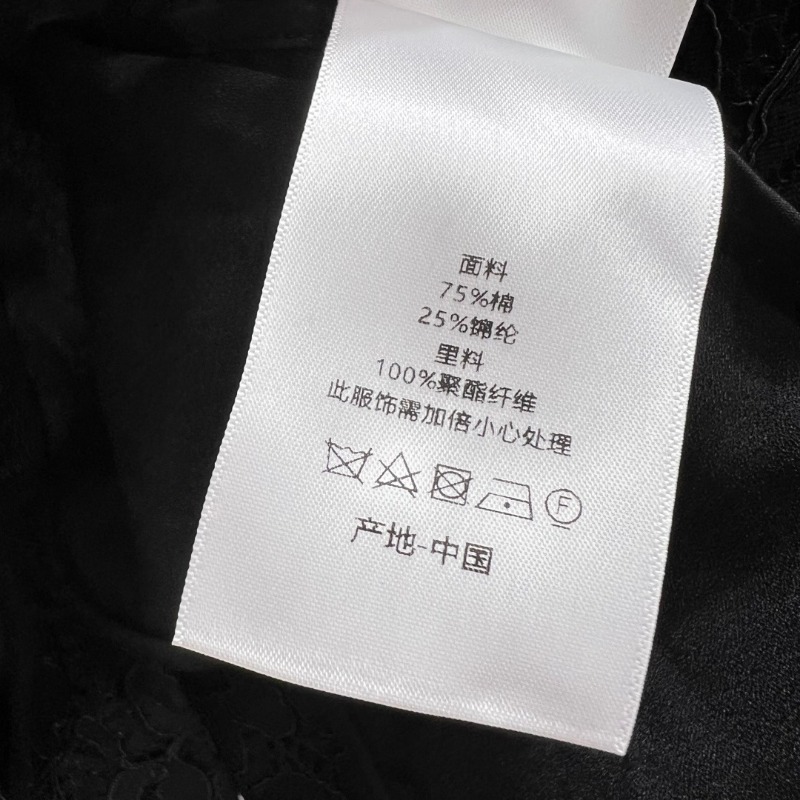 面料
75%棉
25%锦纶
里料
100%聚酯纤维
此服饰需加倍小心处理
F
产地-中国